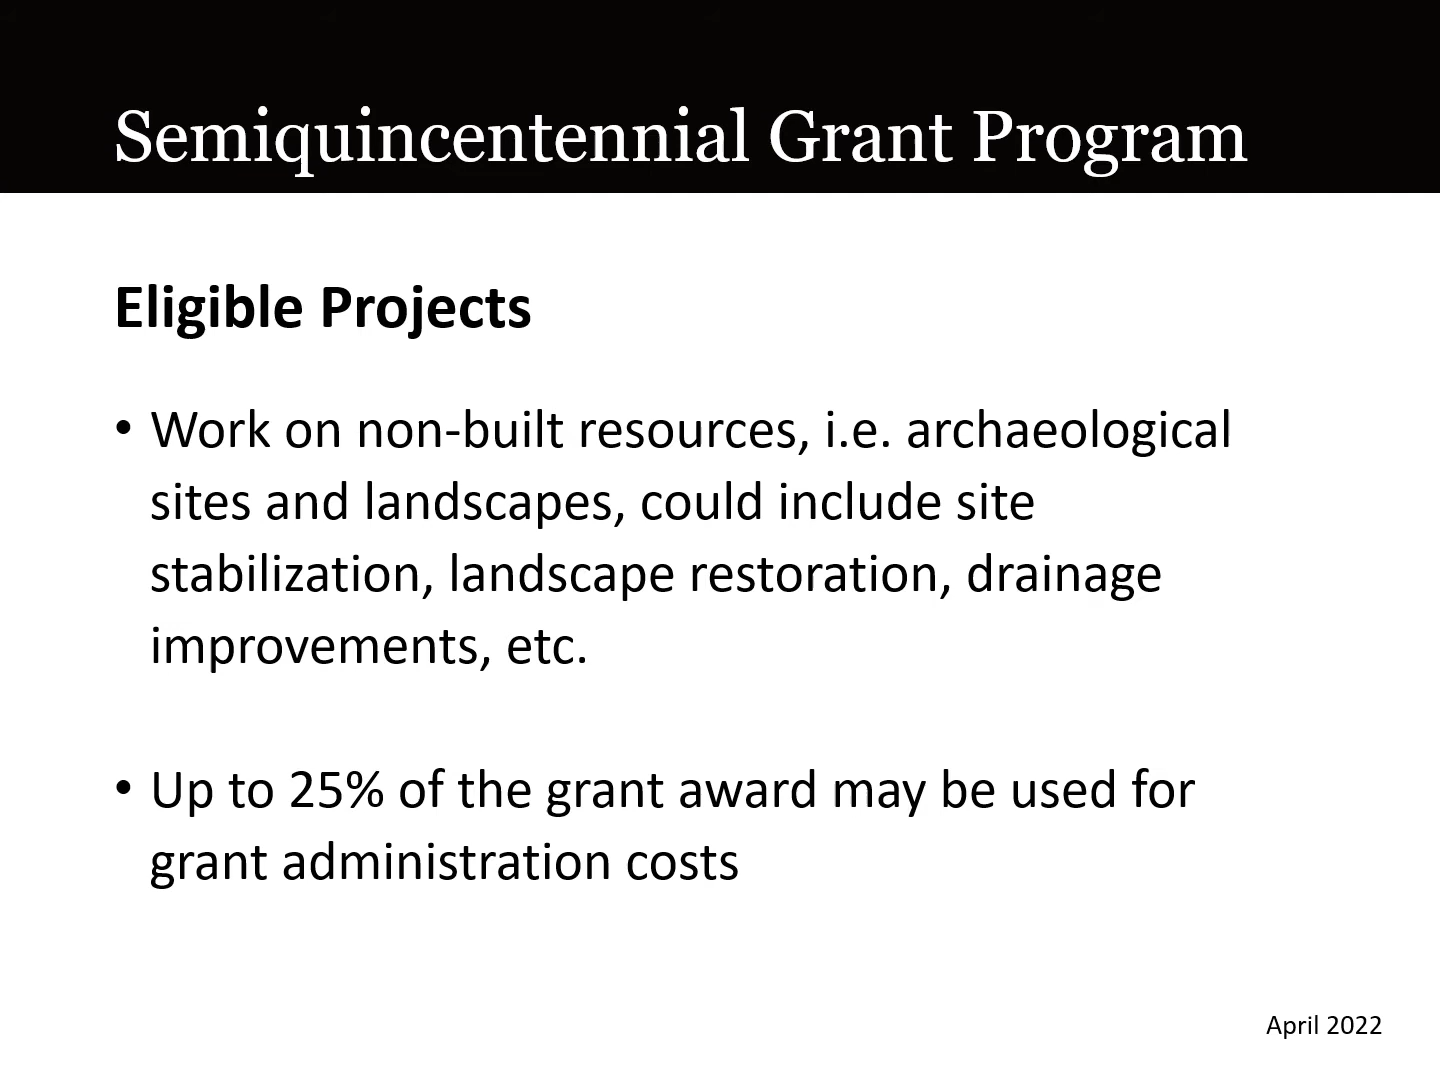 Semiquincentennial Grant Program
Eligible Projects
• Work on non-built resources, i.e. archaeological
sites and landscapes, could include site
stabilization, landscape restoration, drainage
improvements, etc.
• Up to 25% of the grant award may be used for
grant administration costs
April 2022